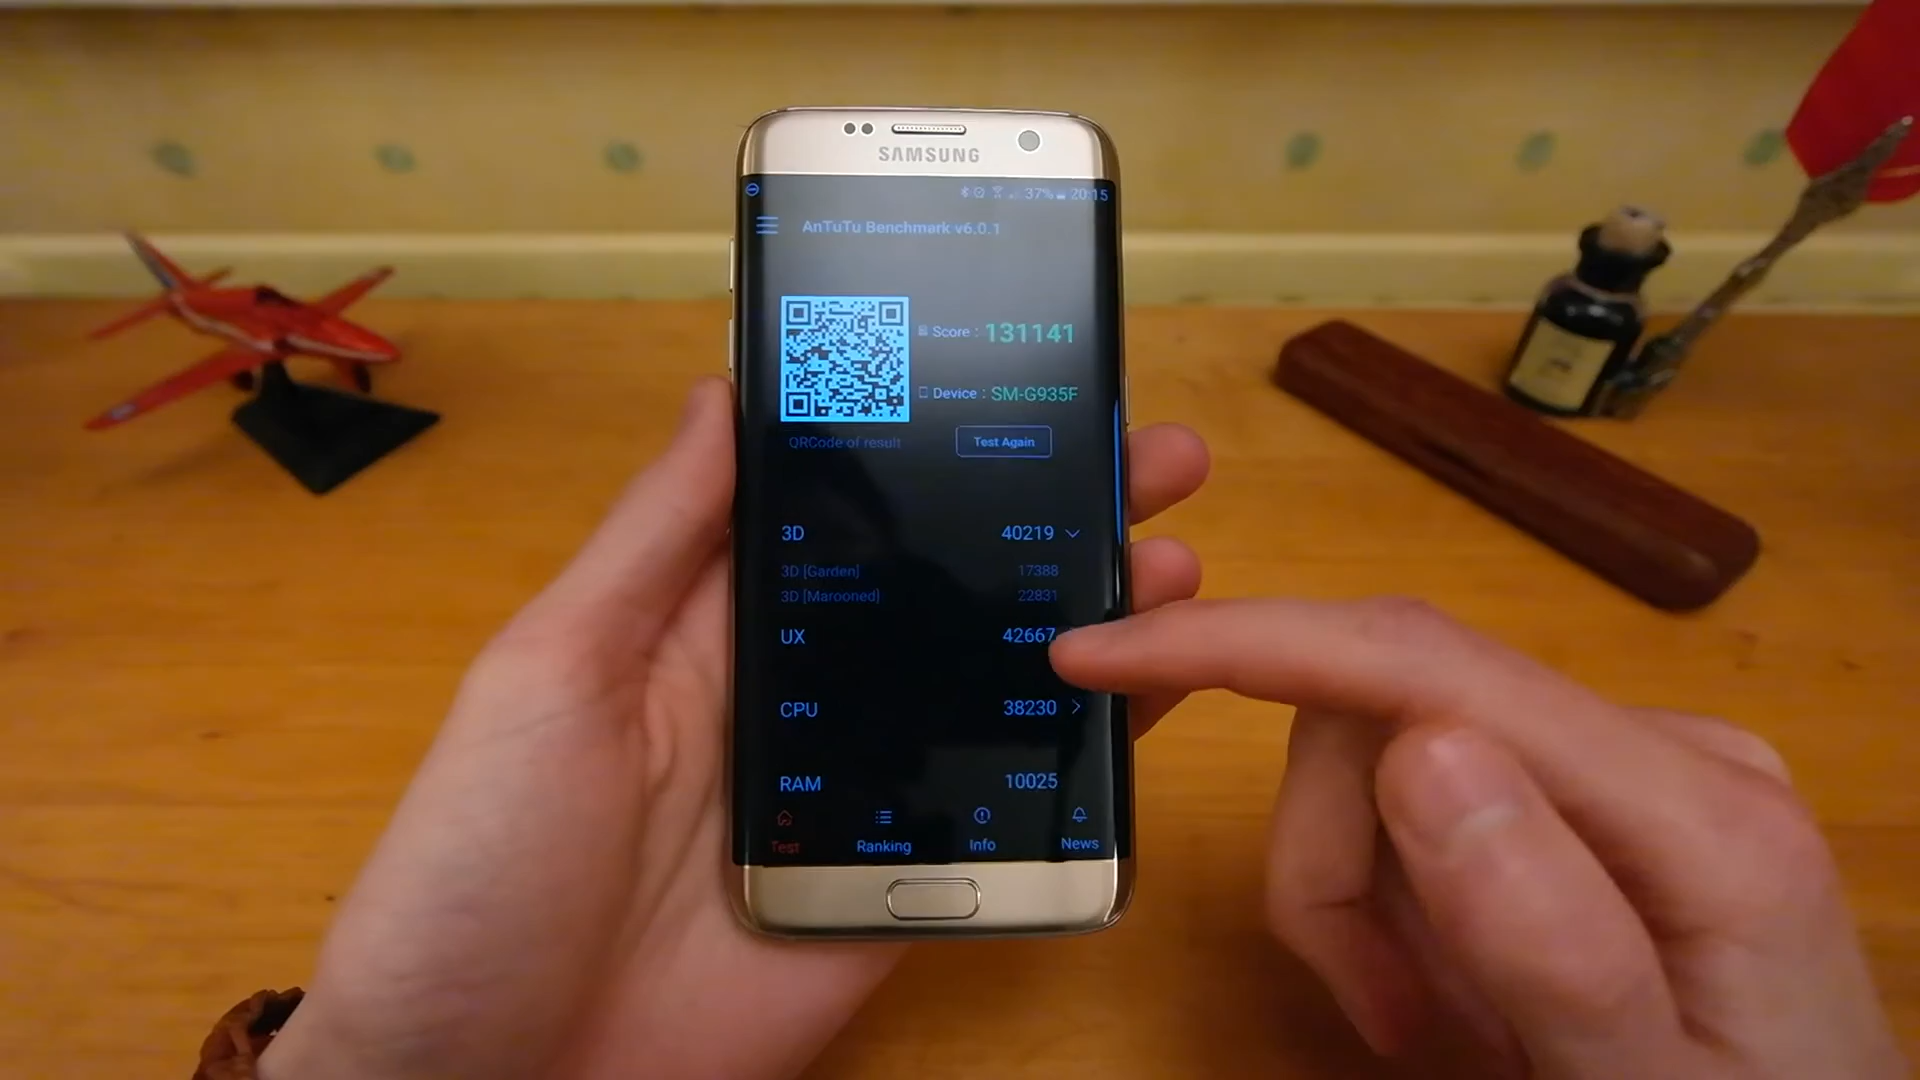 SAMSUNG
37% 20:15
AnTuTu Benchmark v6.0.1
Score : 131141
Device : SM-G935F
QRCode of result
Test Again
3D 40219
3D [Garden] 17388
3D [Marooned] 22831
UX 42667
CPU 38230
RAM 10025
Test Ranking Info News